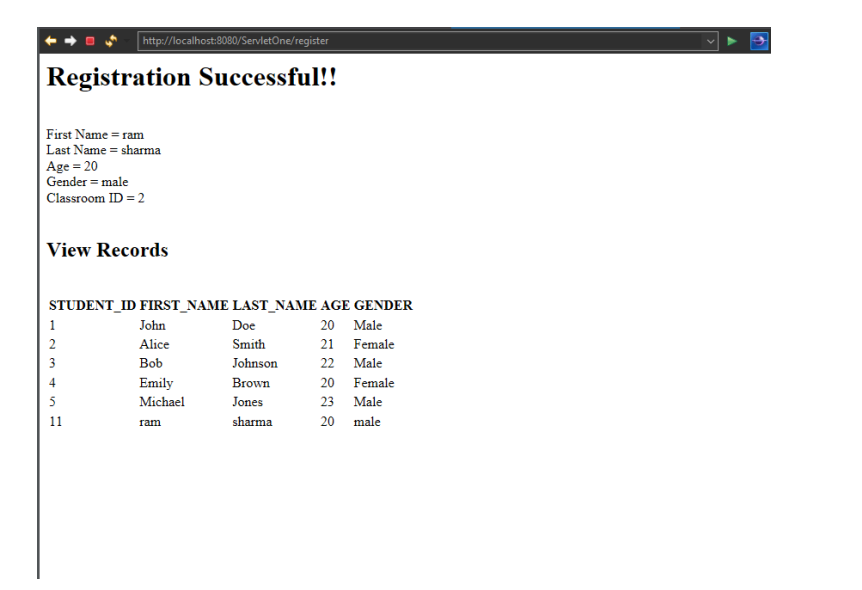 http://localhost:8080/ServletOne/register
Registration Successful!!
First Name = ram
Last Name = sharma
Age = 20
Gender = male
Classroom ID = 2
View Records
STUDENT_ID FIRST_NAME LAST_NAME AGE GENDER
1 John Doe 20 Male
2 Alice Smith 21 Female
3 Bob Johnson 22 Male
4 Emily Brown 20 Female
5 Michael Jones 23 Male
11 ram sharma 20 male